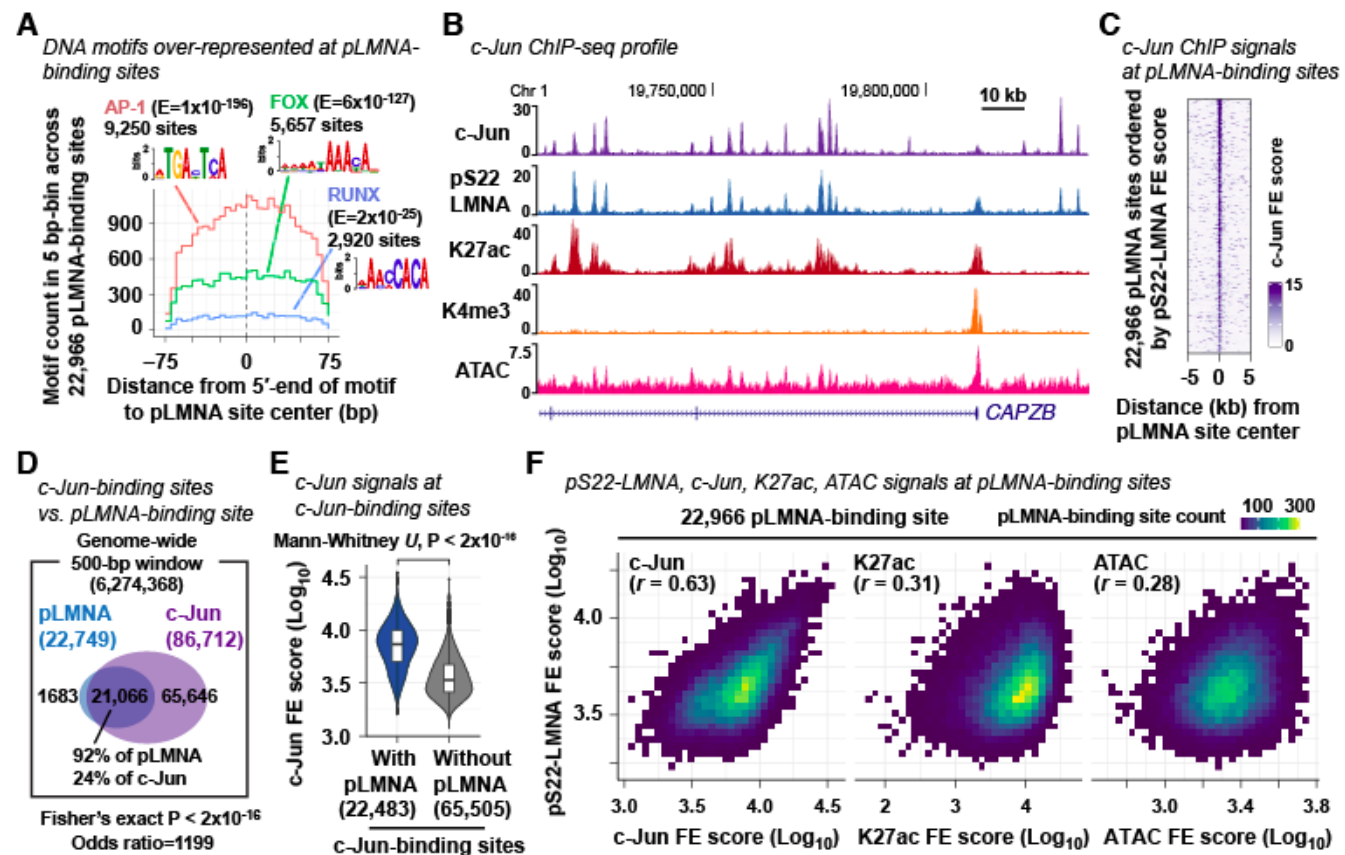 A
DNA motifs over-represented at pLMNA-
binding sites
AP-1 (E=1x10⁻¹⁹⁶)
9,250 sites
FOX (E=6x10⁻¹²⁷)
5,657 sites
RUNX
(E=2x10⁻²⁵)
2,920 sites
bits
2
0
bits
2
0
bits
2
0
Motif count in 5 bp-bin across
22,966 pLMNA-binding sites
900
600
300
0
−75
0
75
Distance from 5′-end of motif
to pLMNA site center (bp)
B
c-Jun ChIP-seq profile
Chr 1
19,750,000
19,800,000
10 kb
c-Jun
30
0
pS22
LMNA
20
0
K27ac
40
0
K4me3
40
0
ATAC
7.5
0
CAPZB
C
c-Jun ChIP signals
at pLMNA-binding sites
22,966 pLMNA sites ordered
by pS22-LMNA FE score
c-Jun FE score
15
0
-5 0 5
Distance (kb) from
pLMNA site center
D
c-Jun-binding sites
vs. pLMNA-binding site
Genome-wide
500-bp window
(6,274,368)
pLMNA
(22,749)
c-Jun
(86,712)
1683 21,066 65,646
92% of pLMNA
24% of c-Jun
Fisher's exact P < 2x10⁻¹⁶
Odds ratio=1199
E
c-Jun signals at
c-Jun-binding sites
Mann-Whitney U, P < 2x10⁻¹⁶
c-Jun FE score (Log₁₀)
4.5
4.0
3.5
3.0
With
pLMNA
(22,483)
Without
pLMNA
(65,505)
c-Jun-binding sites
F
pS22-LMNA, c-Jun, K27ac, ATAC signals at pLMNA-binding sites
22,966 pLMNA-binding site
pLMNA-binding site count
100 300
pS22-LMNA FE score (Log₁₀)
4.0
3.5
c-Jun
(r = 0.63)
K27ac
(r = 0.31)
ATAC
(r = 0.28)
3.0 3.5 4.0 4.5
2 3 4
3.0 3.4 3.8
c-Jun FE score (Log₁₀)
K27ac FE score (Log₁₀)
ATAC FE score (Log₁₀)